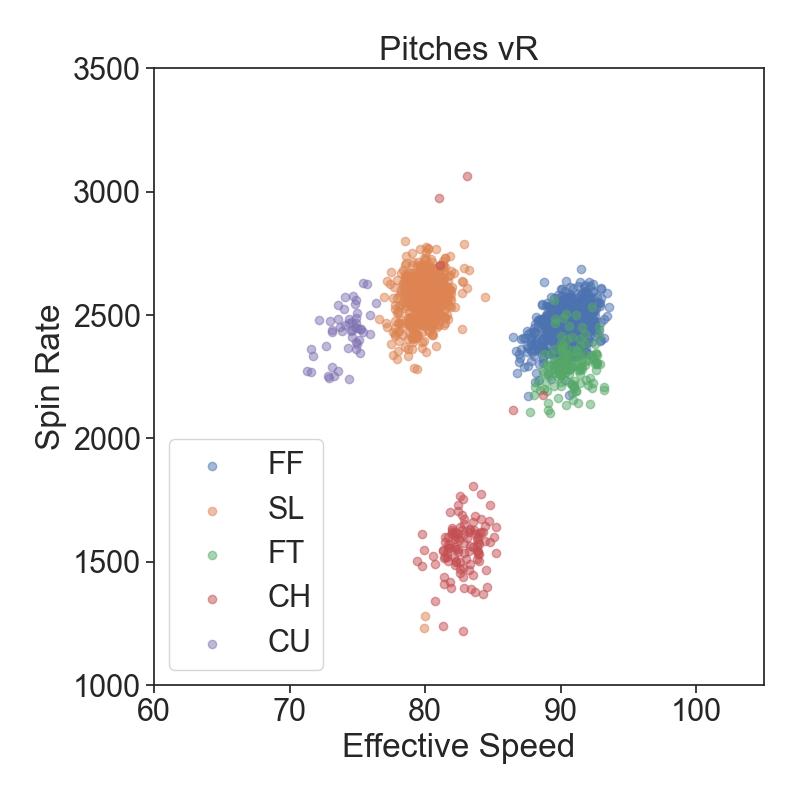 Pitches vR
3500
3000
2500
2000
1500
1000
Spin Rate
FF
SL
FT
CH
CU
60 70 80 90 100
Effective Speed